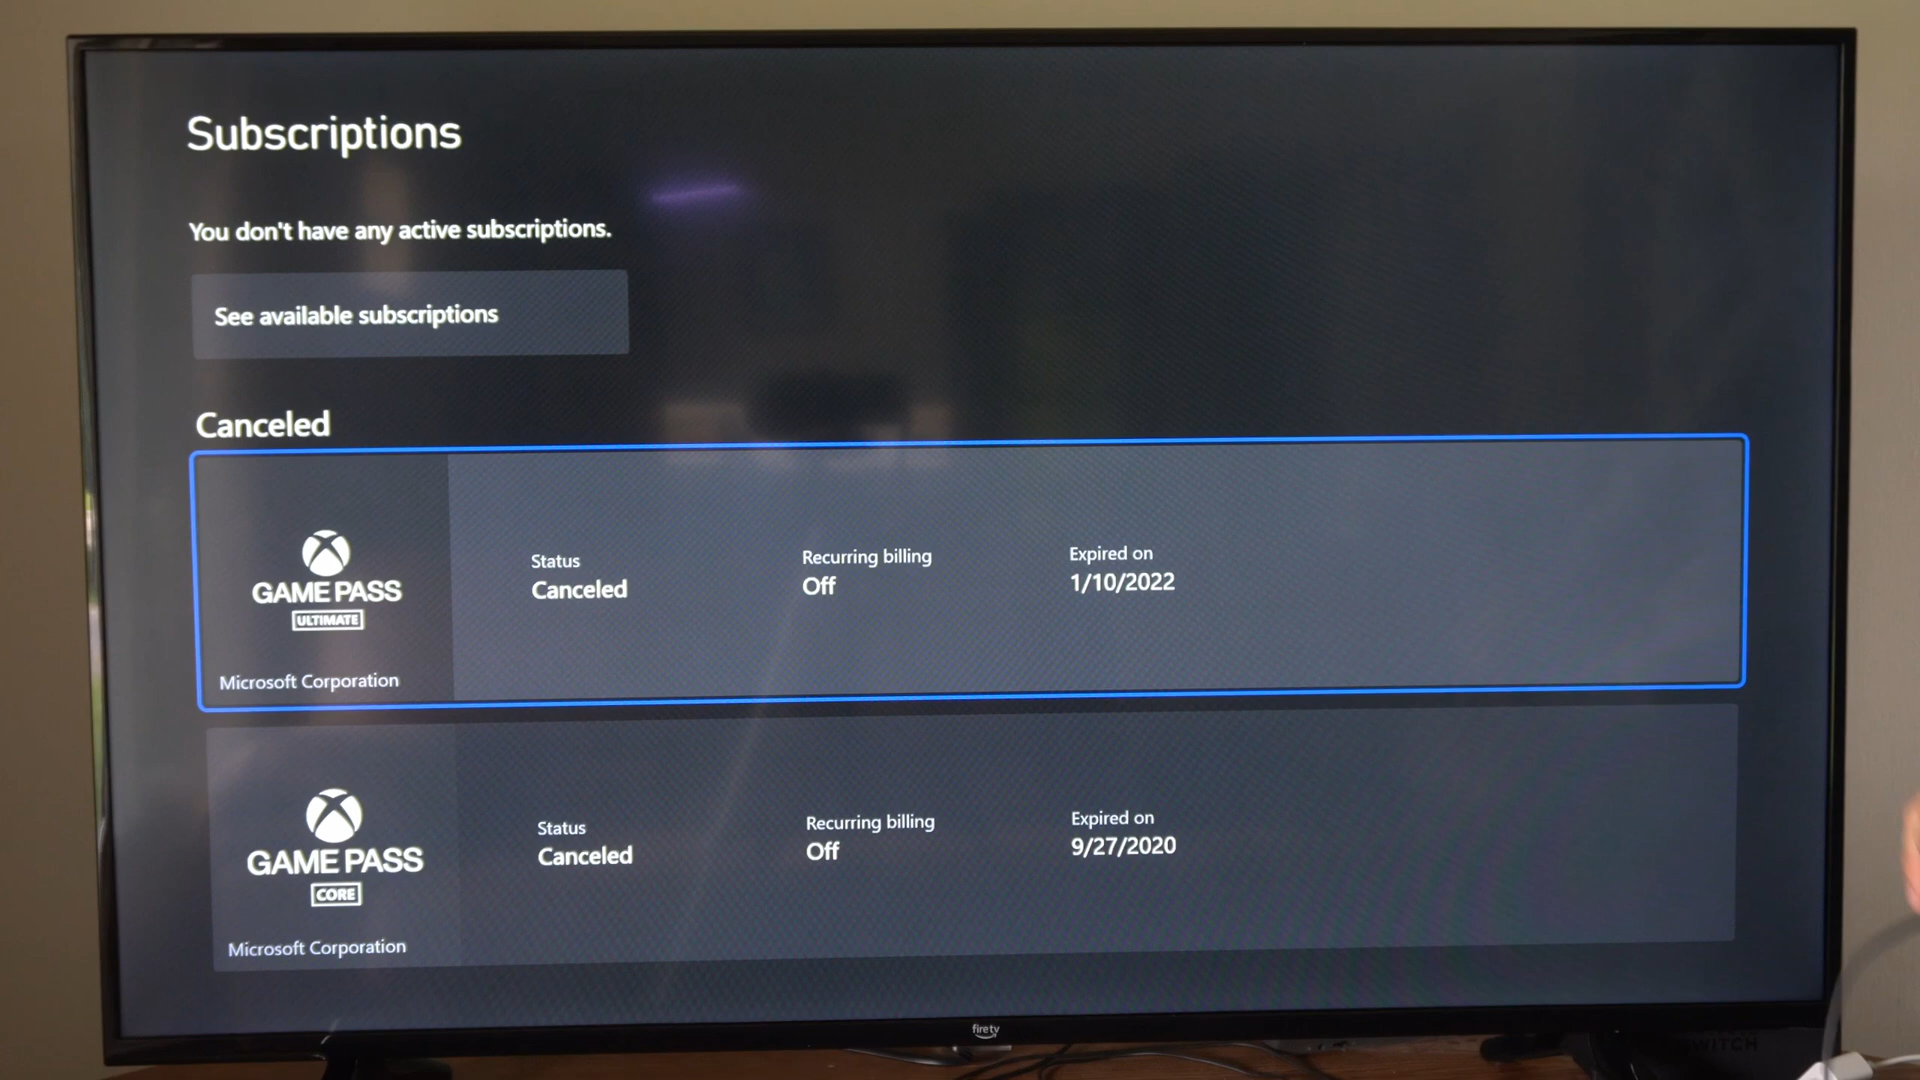 Subscriptions
You don't have any active subscriptions.
See available subscriptions
Canceled
GAME PASS
ULTIMATE
Microsoft Corporation
Status
Canceled
Recurring billing
Off
Expired on
1/10/2022
GAME PASS
CORE
Microsoft Corporation
Status
Canceled
Recurring billing
Off
Expired on
9/27/2020
firetv